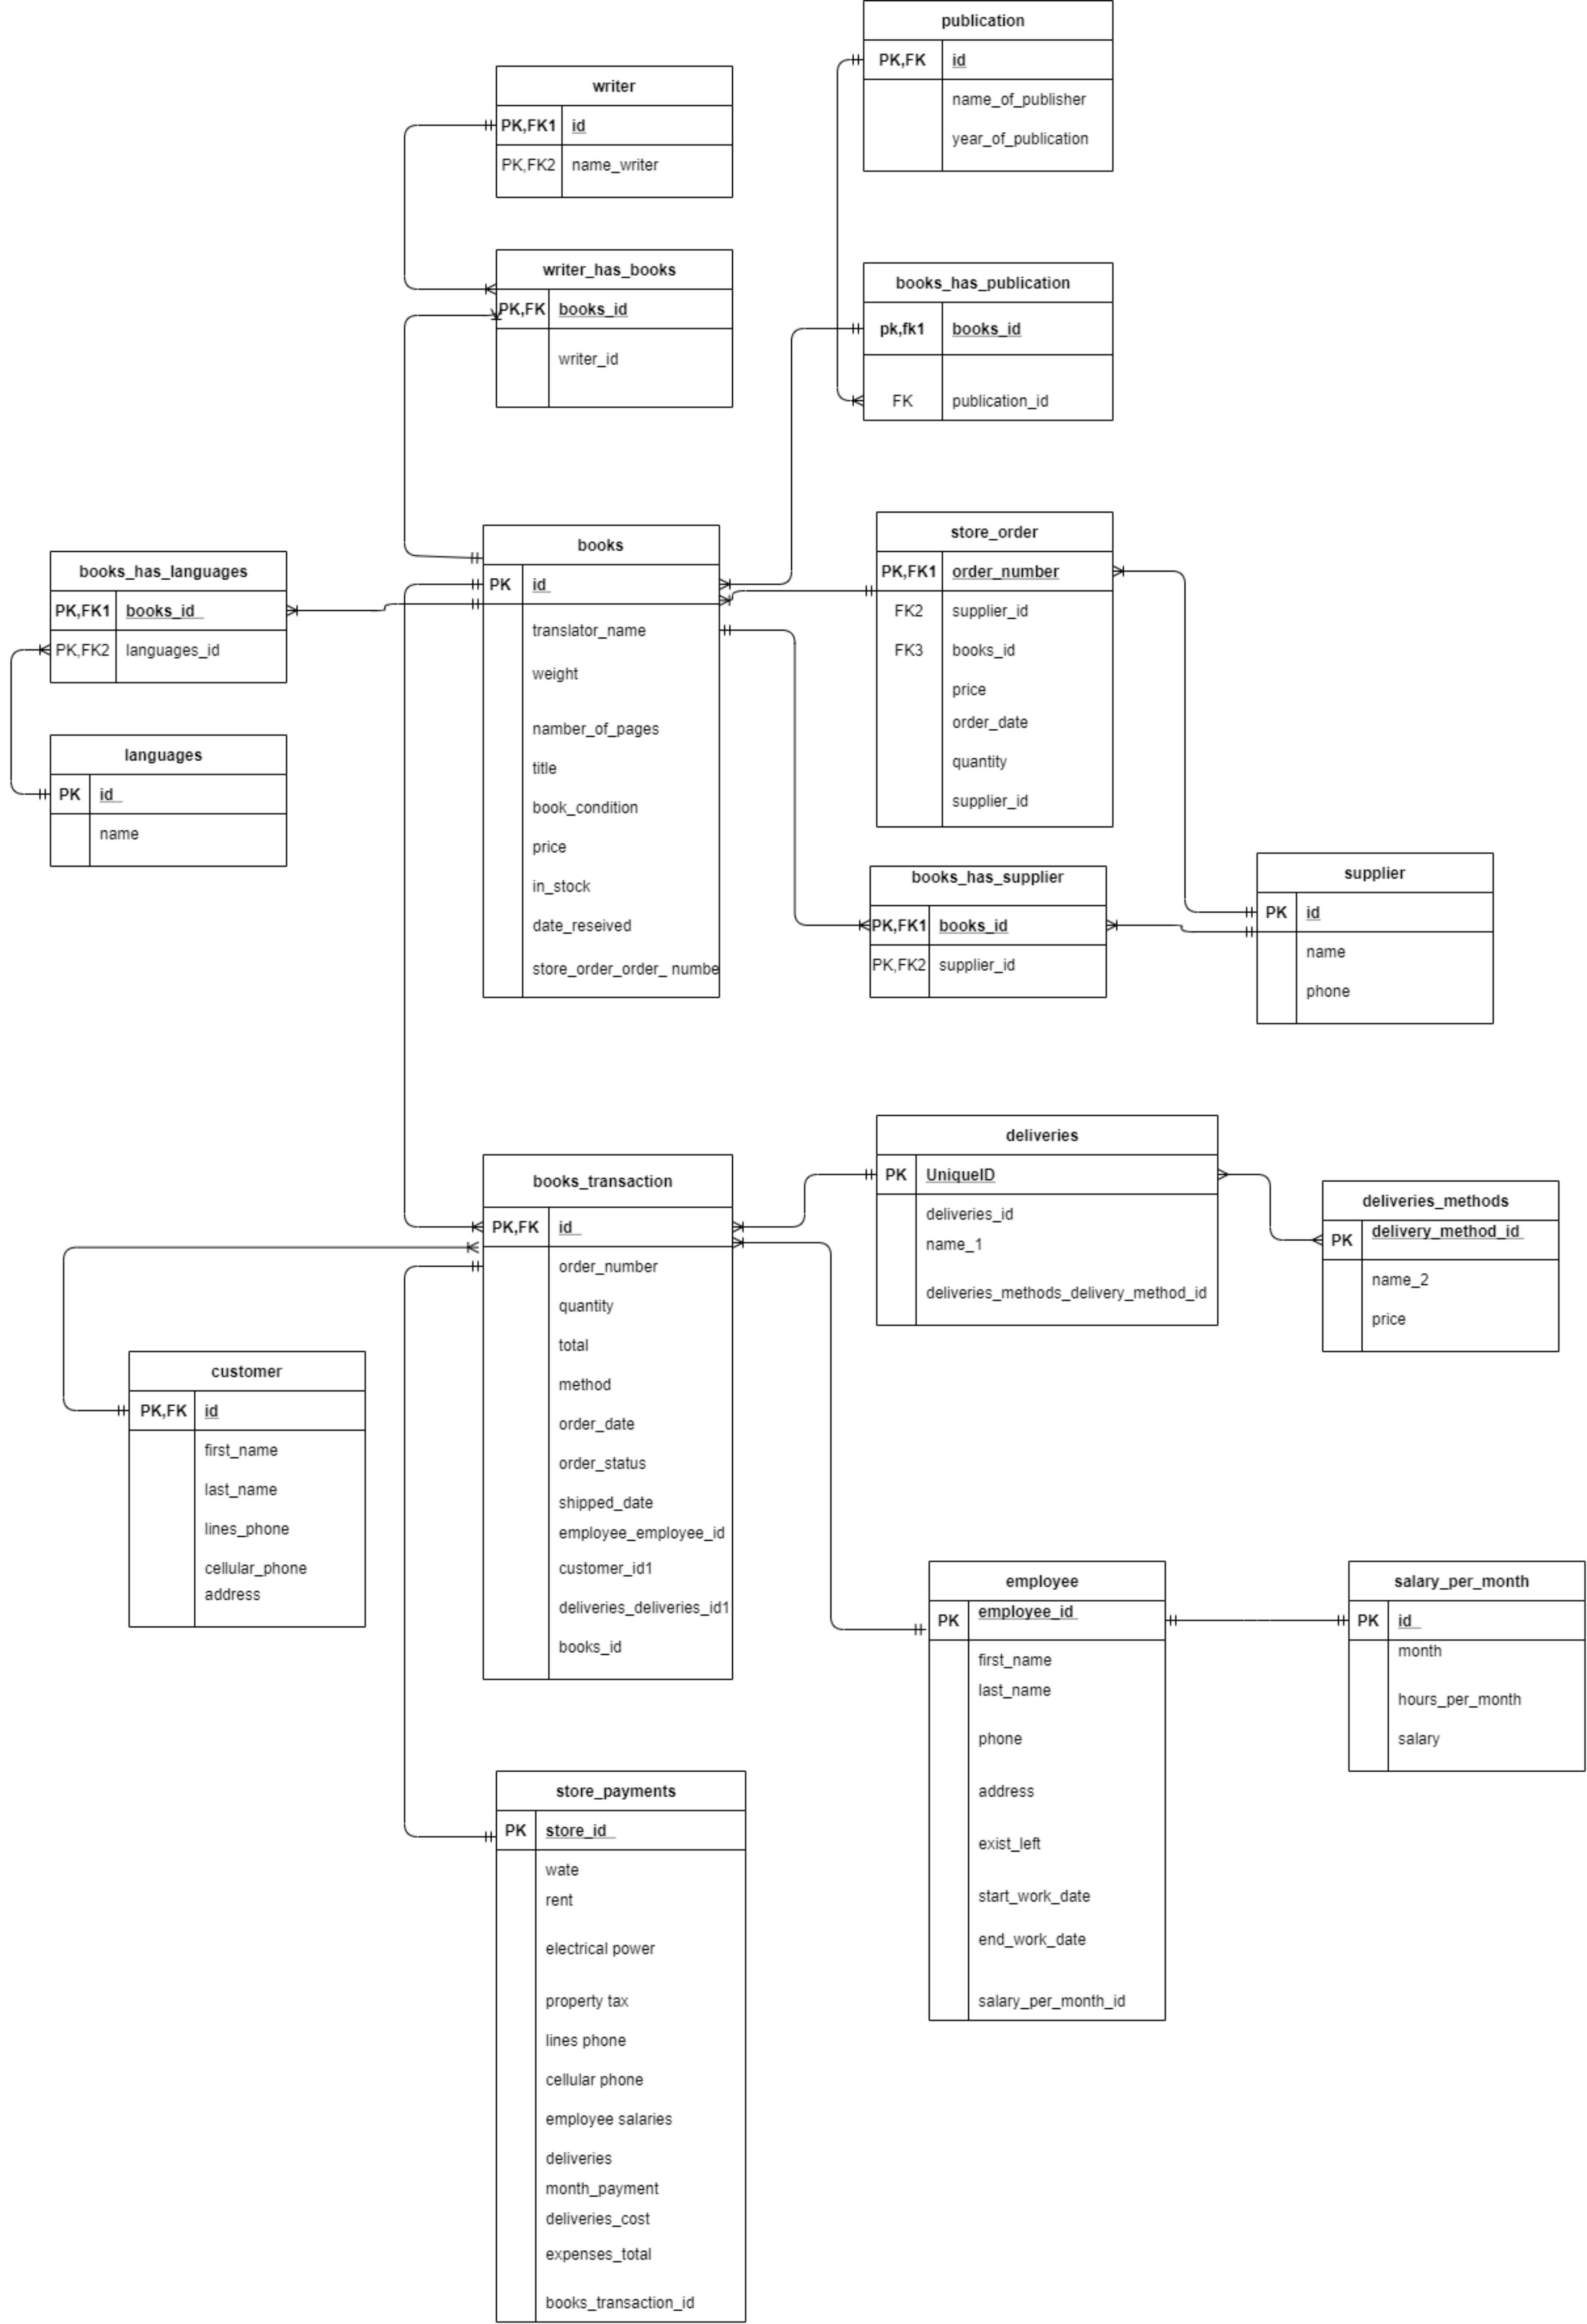 publication
PK,FK id
name_of_publisher
year_of_publication
writer
PK,FK1 id
PK,FK2 name_writer
writer_has_books
PK,FK books_id
writer_id
books_has_publication
pk,fk1 books_id
FK publication_id
books
PK id
translator_name
weight
namber_of_pages
title
book_condition
price
in_stock
date_reseived
store_order_order_ numbe
store_order
PK,FK1 order_number
FK2 supplier_id
FK3 books_id
price
order_date
quantity
supplier_id
books_has_languages
PK,FK1 books_id
PK,FK2 languages_id
languages
PK id
name
books_has_supplier
PK,FK1 books_id
PK,FK2 supplier_id
supplier
PK id
name
phone
deliveries
PK UniqueID
deliveries_id
name_1
deliveries_methods_delivery_method_id
deliveries_methods
PK delivery_method_id
name_2
price
books_transaction
PK,FK id
order_number
quantity
total
method
order_date
order_status
shipped_date
employee_employee_id
customer_id1
deliveries_deliveries_id1
books_id
customer
PK,FK id
first_name
last_name
lines_phone
cellular_phone
address
employee
PK employee_id
first_name
last_name
phone
address
exist_left
start_work_date
end_work_date
salary_per_month_id
salary_per_month
PK id
month
hours_per_month
salary
store_payments
PK store_id
wate
rent
electrical power
property tax
lines phone
cellular phone
employee salaries
deliveries
month_payment
deliveries_cost
expenses_total
books_transaction_id